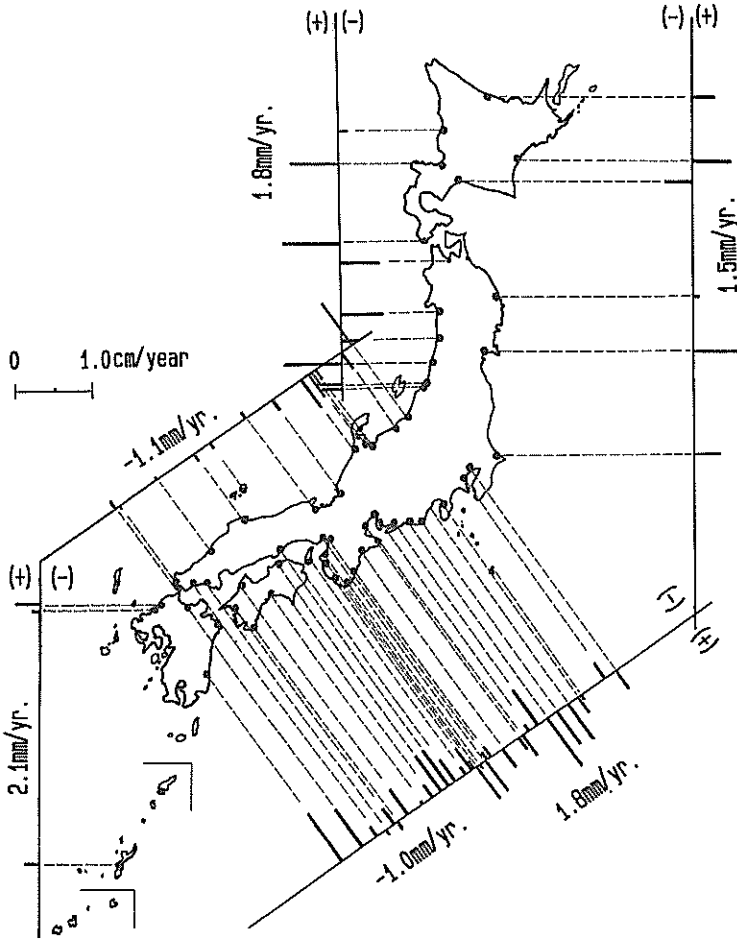 (+) (-)
(-) (+)
1.8mm/yr.
1.5mm/yr.
0 1.0cm/year
-1.1mm/yr.
(+) (-)
(-)
(+)
2.1mm/yr.
1.8mm/yr.
-1.0mm/yr.